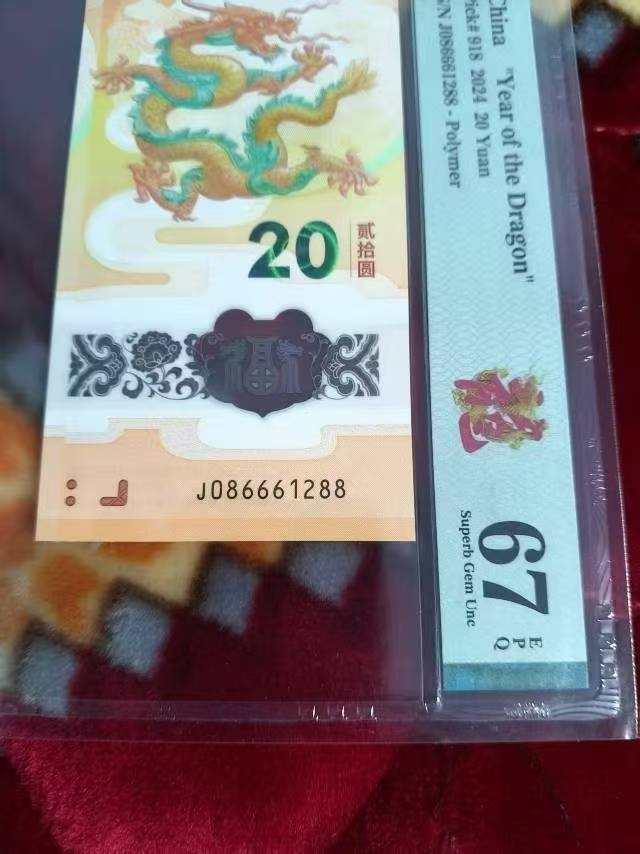 20
贰拾圆
福
J086661288
China "Year of the Dragon"
Pick# 918 2024 20 Yuan
S/N J086661288 - Polymer
67
EPQ
Superb Gem Unc